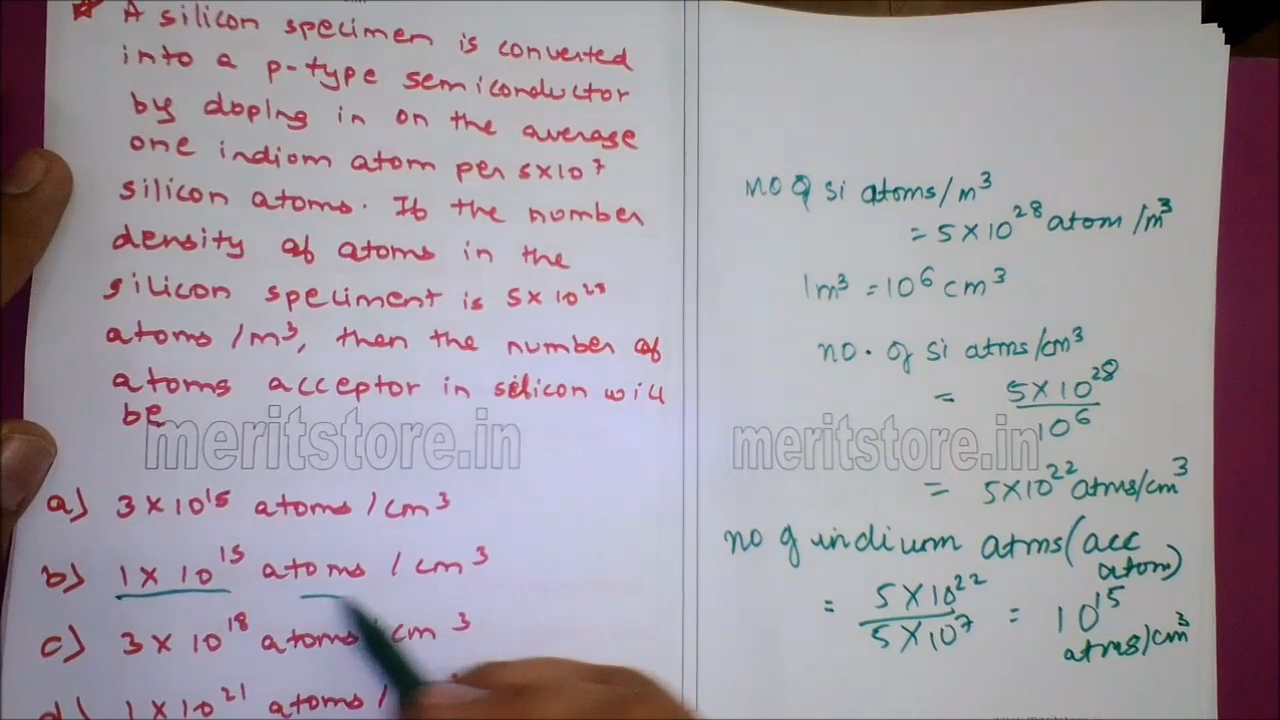 A silicon specimen is converted
into a p-type semiconductor
by doping in on the average
one indiom atom per 5×10⁷
silicon atoms. If the number
density of atoms in the
silicon speciment is 5×10²⁸
atoms /m³, then the number of
atoms acceptor in silicon will
be
meritstore.in
a) 3×10¹⁵ atoms /cm³
b) 1×10¹⁵ atoms /cm³
c) 3×10¹⁸ atoms /cm³
d) 1×10²¹ atoms /
no of si atoms/m³
= 5×10²⁸ atom/m³
1m³ = 10⁶ cm³
no. of si atms/cm³
= 5×10²⁸
10⁶
meritstore.in
= 5×10²² atms/cm³
no of indium atms (acc
atom)
= 5×10²² / 5×10⁷ = 10¹⁵
atms/cm³